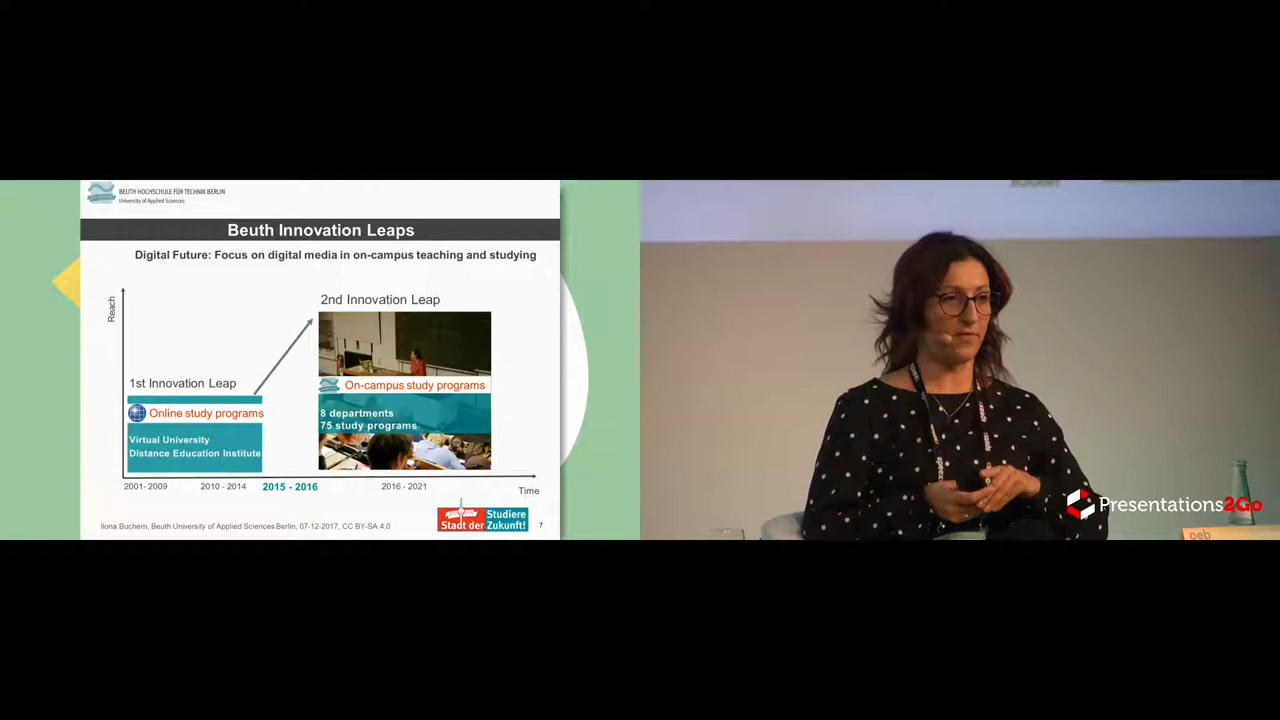 BEUTH HOCHSCHULE FÜR TECHNIK BERLIN
University of Applied Sciences
Beuth Innovation Leaps
Digital Future: Focus on digital media in on-campus teaching and studying
Reach
2nd Innovation Leap
1st Innovation Leap
On-campus study programs
Online study programs
8 departments
75 study programs
Virtual University
Distance Education Institute
2001- 2009
2010 - 2014
2015 - 2016
2016 - 2021
Time
Ilona Buchem, Beuth University of Applied Sciences Berlin, 07-12-2017, CC BY-SA 4.0
Studiere
Stadt der Zukunft!
7
Presentations2Go